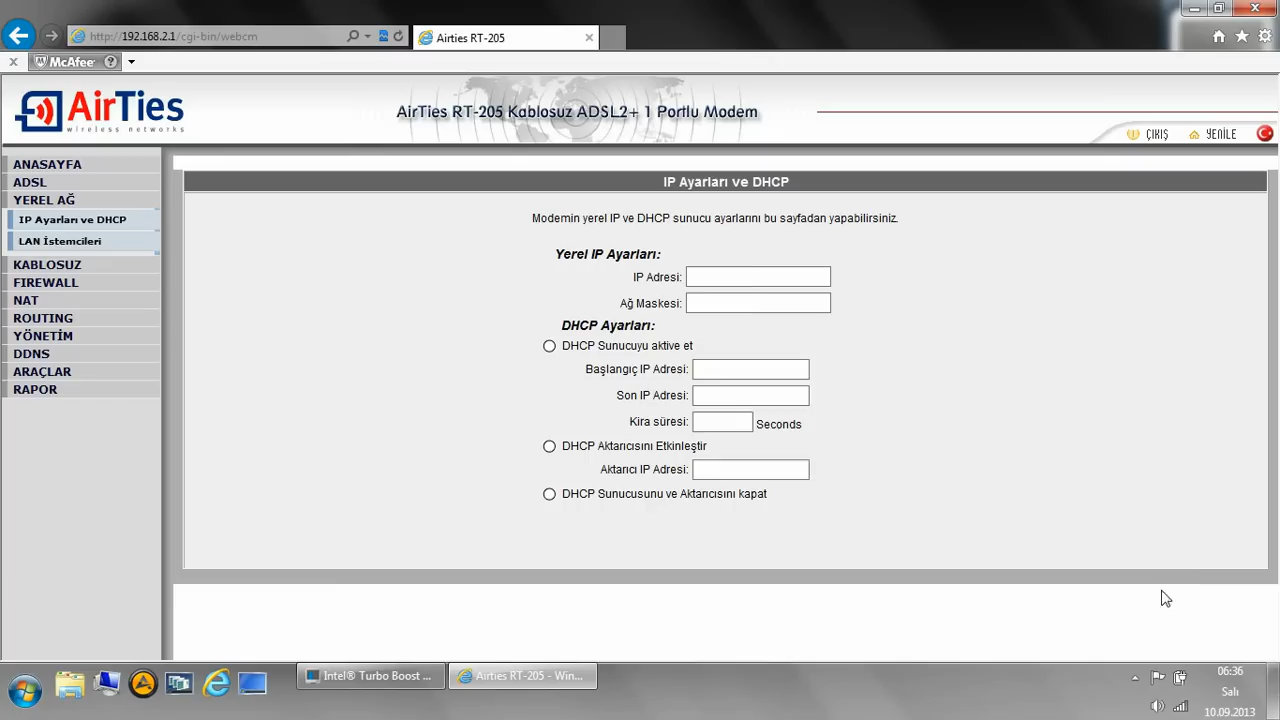 http://192.168.2.1/cgi-bin/webcm
Airties RT-205
McAfee
AirTies
wireless networks
AirTies RT-205 Kablosuz ADSL2+ 1 Portlu Modem
ÇIKIŞ
YENİLE
ANASAYFA
ADSL
YEREL AĞ
IP Ayarları ve DHCP
LAN İstemcileri
KABLOSUZ
FIREWALL
NAT
ROUTING
YÖNETİM
DDNS
ARAÇLAR
RAPOR
IP Ayarları ve DHCP
Modemin yerel IP ve DHCP sunucu ayarlarını bu sayfadan yapabilirsiniz.
Yerel IP Ayarları:
IP Adresi:
Ağ Maskesi:
DHCP Ayarları:
DHCP Sunucuyu aktive et
Başlangıç IP Adresi:
Son IP Adresi:
Kira süresi: Seconds
DHCP Aktarıcısını Etkinleştir
Aktarıcı IP Adresi:
DHCP Sunucusunu ve Aktarıcısını kapat
Intel® Turbo Boost ...
Airties RT-205 - Win...
06:36
Salı
10.09.2013